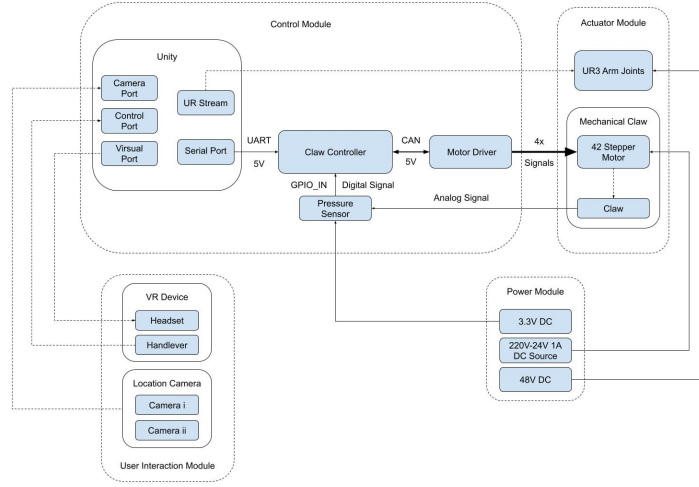 Control Module
Actuator Module
Unity
Camera
Port
Control
Port
Virsual
Port
UR Stream
Serial Port
UART
5V
Claw Controller
CAN
5V
Motor Driver
4x
Signals
GPIO_IN
Digital Signal
Pressure
Sensor
Analog Signal
UR3 Arm Joints
Mechanical Claw
42 Stepper
Motor
Claw
VR Device
Headset
Handlever
Location Camera
Camera i
Camera ii
User Interaction Module
Power Module
3.3V DC
220V-24V 1A
DC Source
48V DC